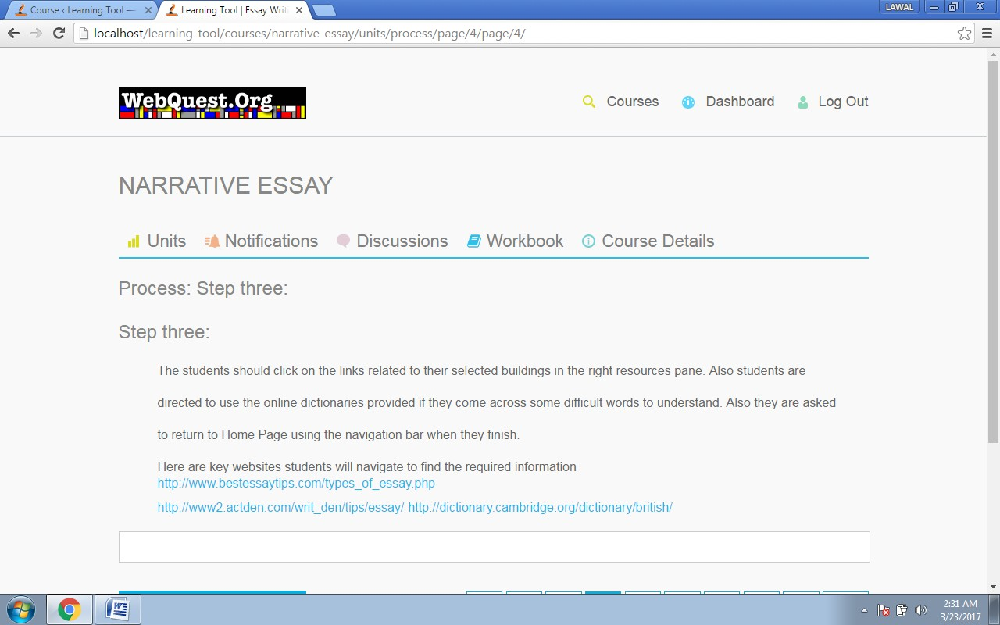 Course ‹ Learning Tool —
Learning Tool | Essay Writ
LAWAL
localhost/learning-tool/courses/narrative-essay/units/process/page/4/page/4/
WebQuest.Org
Courses
Dashboard
Log Out
NARRATIVE ESSAY
Units
Notifications
Discussions
Workbook
Course Details
Process: Step three:
Step three:
The students should click on the links related to their selected buildings in the right resources pane. Also students are
directed to use the online dictionaries provided if they come across some difficult words to understand. Also they are asked
to return to Home Page using the navigation bar when they finish.
Here are key websites students will navigate to find the required information
http://www.bestessaytips.com/types_of_essay.php
http://www2.actden.com/writ_den/tips/essay/ http://dictionary.cambridge.org/dictionary/british/
2:31 AM
3/23/2017